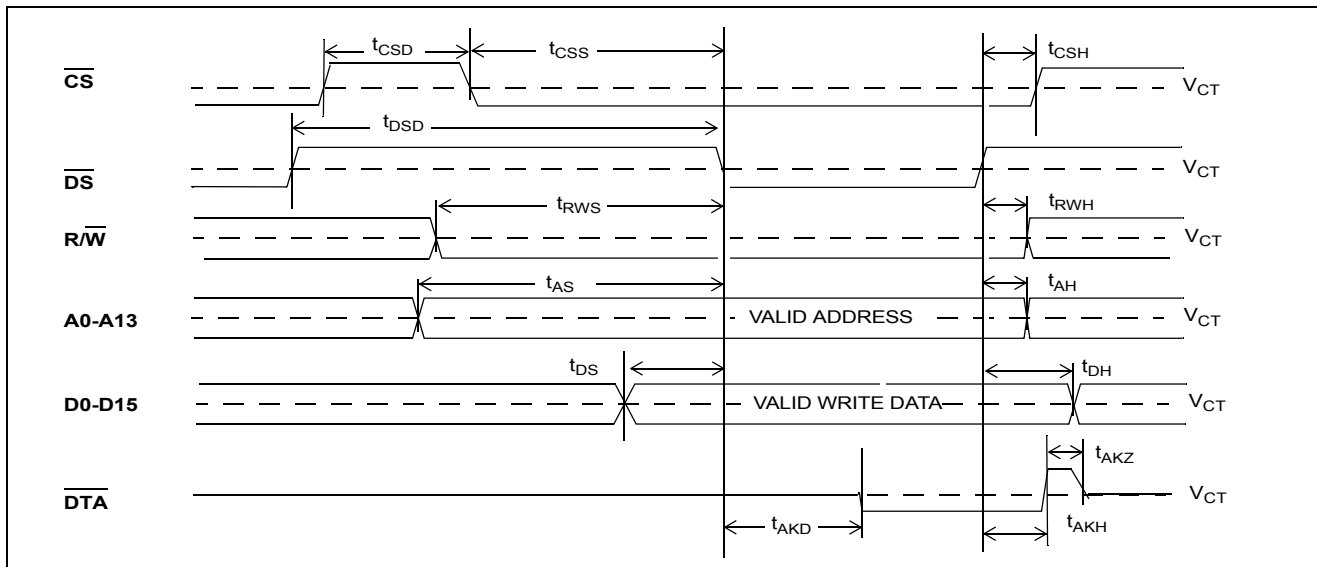 tCSD
tCSS
tCSH
CS
VCT
tDSD
DS
VCT
tRWS
tRWH
R/W
VCT
tAS
tAH
A0-A13
VALID ADDRESS
VCT
tDS
tDH
D0-D15
VALID WRITE DATA
VCT
tAKZ
DTA
VCT
tAKD
tAKH